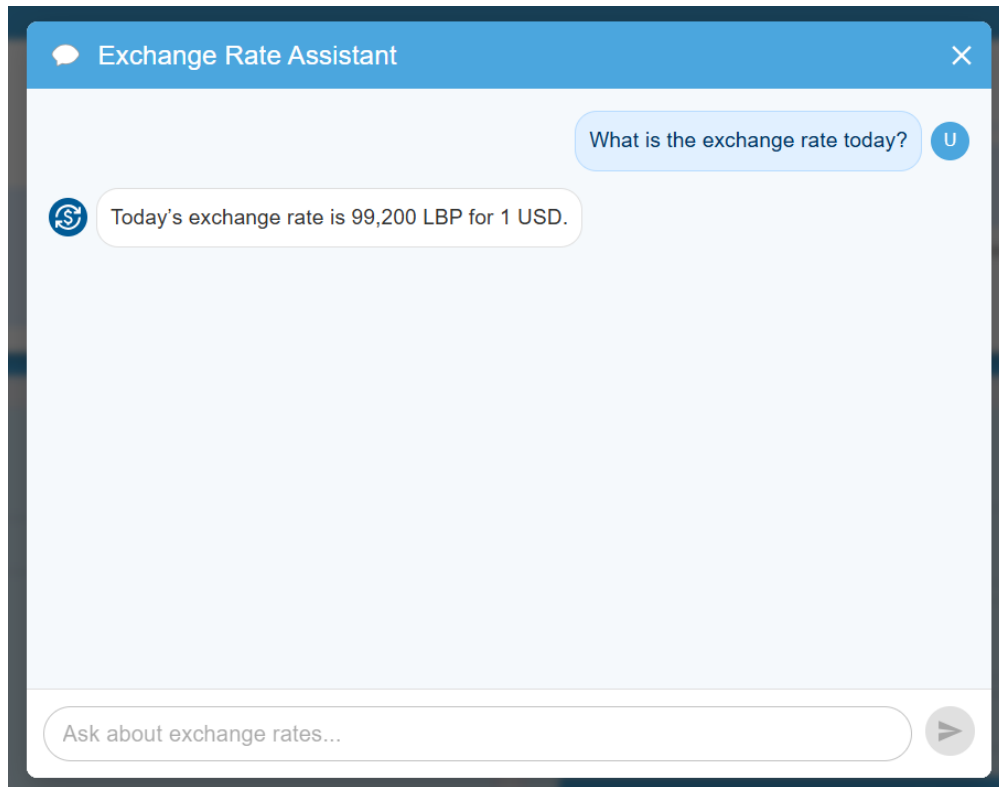 Exchange Rate Assistant
What is the exchange rate today?
U
Today’s exchange rate is 99,200 LBP for 1 USD.
Ask about exchange rates...